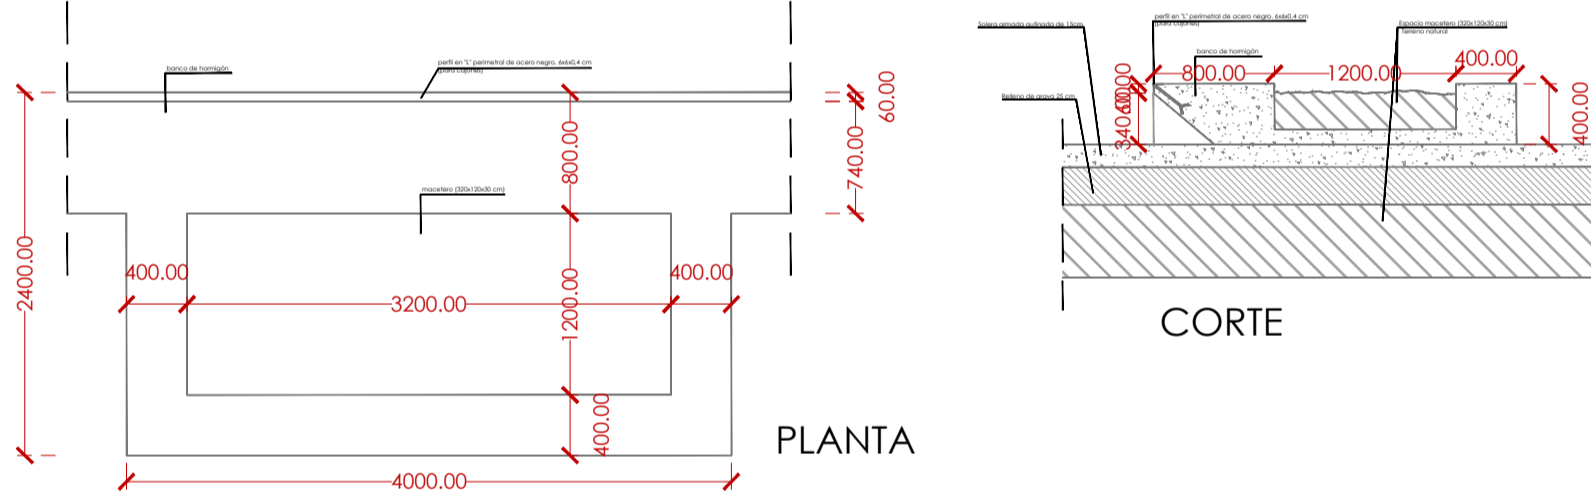 banco de hormigón
perfil en "L" perimetral de acero negro. 6x6x0,4 cm
(para cajones)
60.00
800.00
740.00
macetero (320x120x30 cm)
2400.00
400.00
3200.00
400.00
1200.00
400.00
4000.00
PLANTA
perfil en "L" perimetral de acero negro. 6x6x0,4 cm
(para cajones)
Solera armada afinada de 15cm
Espacio macetero (320x120x30 cm)
Terreno natural
banco de hormigón
800.00
1200.00
400.00
Relleno de grava 25 cm
60.00
340.00
400.00
CORTE